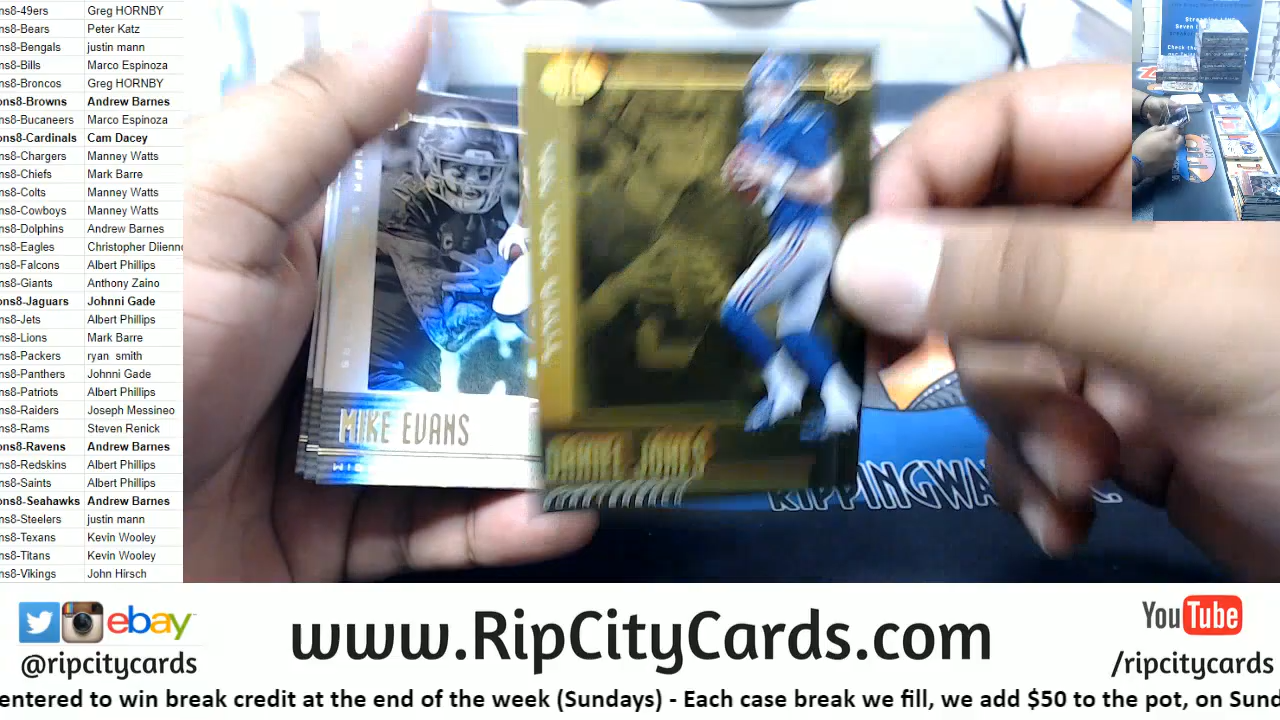 ns8-49ers Greg HORNBY
ns8-Bears Peter Katz
ns8-Bengals justin mann
ns8-Bills Marco Espinoza
ns8-Broncos Greg HORNBY
ons8-Browns Andrew Barnes
ns8-Bucaneers Marco Espinoza
ons8-Cardinals Cam Dacey
ns8-Chargers Manney Watts
ns8-Chiefs Mark Barre
ns8-Colts Manney Watts
ns8-Cowboys Manney Watts
ns8-Dolphins Andrew Barnes
ns8-Eagles Christopher Diienno
ns8-Falcons Albert Phillips
ns8-Giants Anthony Zaino
ons8-Jaguars Johnni Gade
ns8-Jets Albert Phillips
ns8-Lions Mark Barre
ns8-Packers ryan smith
ns8-Panthers Johnni Gade
ns8-Patriots Albert Phillips
ns8-Raiders Joseph Messineo
ns8-Rams Steven Renick
ons8-Ravens Andrew Barnes
ns8-Redskins Albert Phillips
ns8-Saints Albert Phillips
ons8-Seahawks Andrew Barnes
ns8-Steelers justin mann
ns8-Texans Kevin Wooley
ns8-Titans Kevin Wooley
ns8-Vikings John Hirsch
MIKE EVANS
WID
DANIEL JONES
RC
RIPPINGWA
ebay
@ripcitycards
www.RipCityCards.com
YouTube
/ripcitycards
entered to win break credit at the end of the week (Sundays) - Each case break we fill, we add $50 to the pot, on Sund